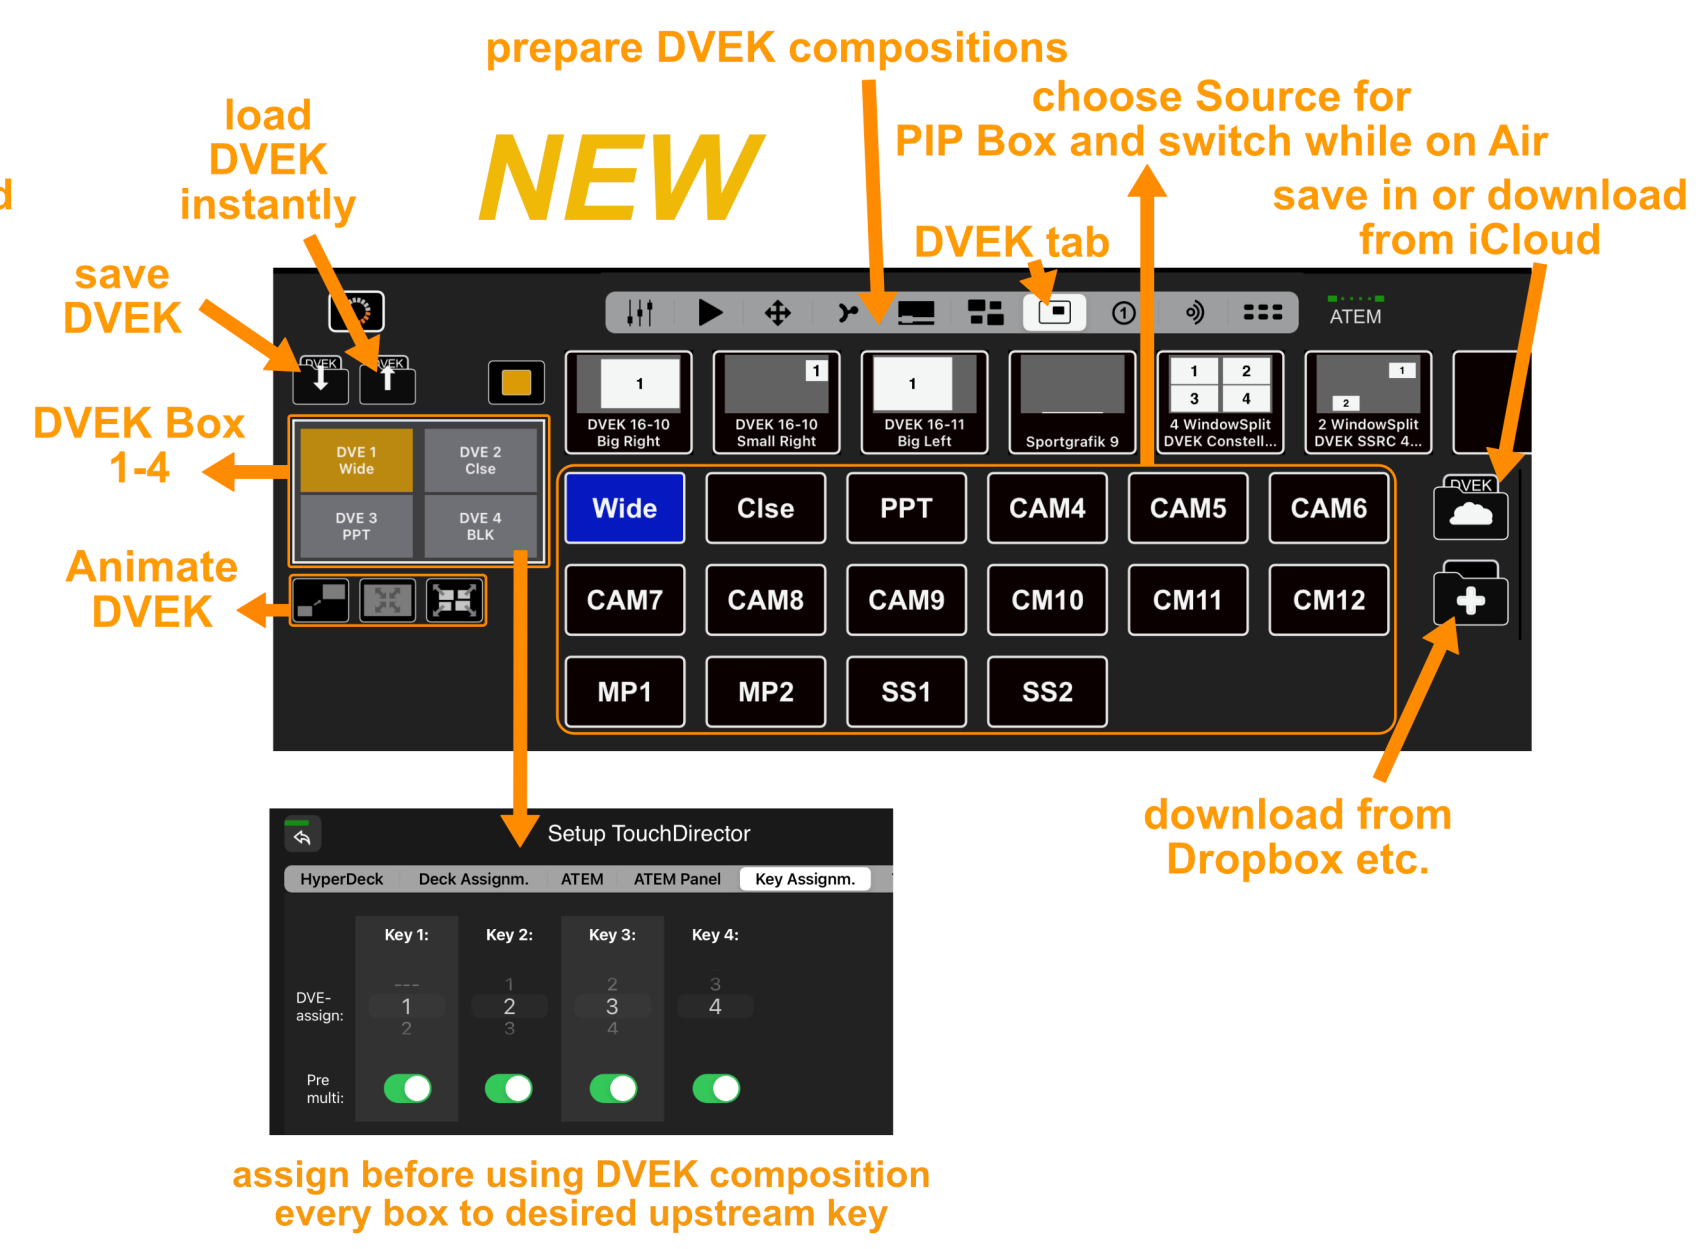 prepare DVEK compositions
choose Source for
PIP Box and switch while on Air
load
DVEK
instantly
NEW
save in or download
from iCloud
DVEK tab
d
save
DVEK
1
ATEM
DVEK
DVEK
1
DVEK 16-10
Big Right
1
DVEK 16-10
Small Right
1
DVEK 16-11
Big Left
Sportgrafik 9
1 2
3 4
4 WindowSplit
DVEK Constell...
1
2
2 WindowSplit
DVEK SSRC 4...
DVEK Box
1-4
DVE 1
Wide
DVE 2
Clse
DVE 3
PPT
DVE 4
BLK
Wide
Clse
PPT
CAM4
CAM5
CAM6
DVEK
Animate
DVEK
CAM7
CAM8
CAM9
CM10
CM11
CM12
MP1
MP2
SS1
SS2
download from
Dropbox etc.
Setup TouchDirector
HyperDeck
Deck Assignm.
ATEM
ATEM Panel
Key Assignm.
Key 1:
Key 2:
Key 3:
Key 4:
DVE-
assign:
---
1
2
1
2
3
2
3
4
3
4
Pre
multi:
assign before using DVEK composition
every box to desired upstream key